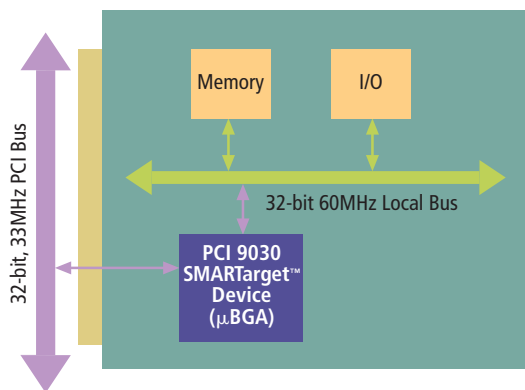 32-bit, 33MHz PCI Bus
Memory
I/O
32-bit 60MHz Local Bus
PCI 9030
SMARTarget™
Device
(µBGA)